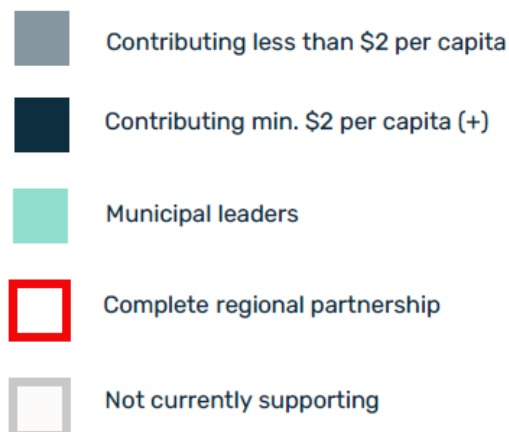 Contributing less than $2 per capita
Contributing min. $2 per capita (+)
Municipal leaders
Complete regional partnership
Not currently supporting